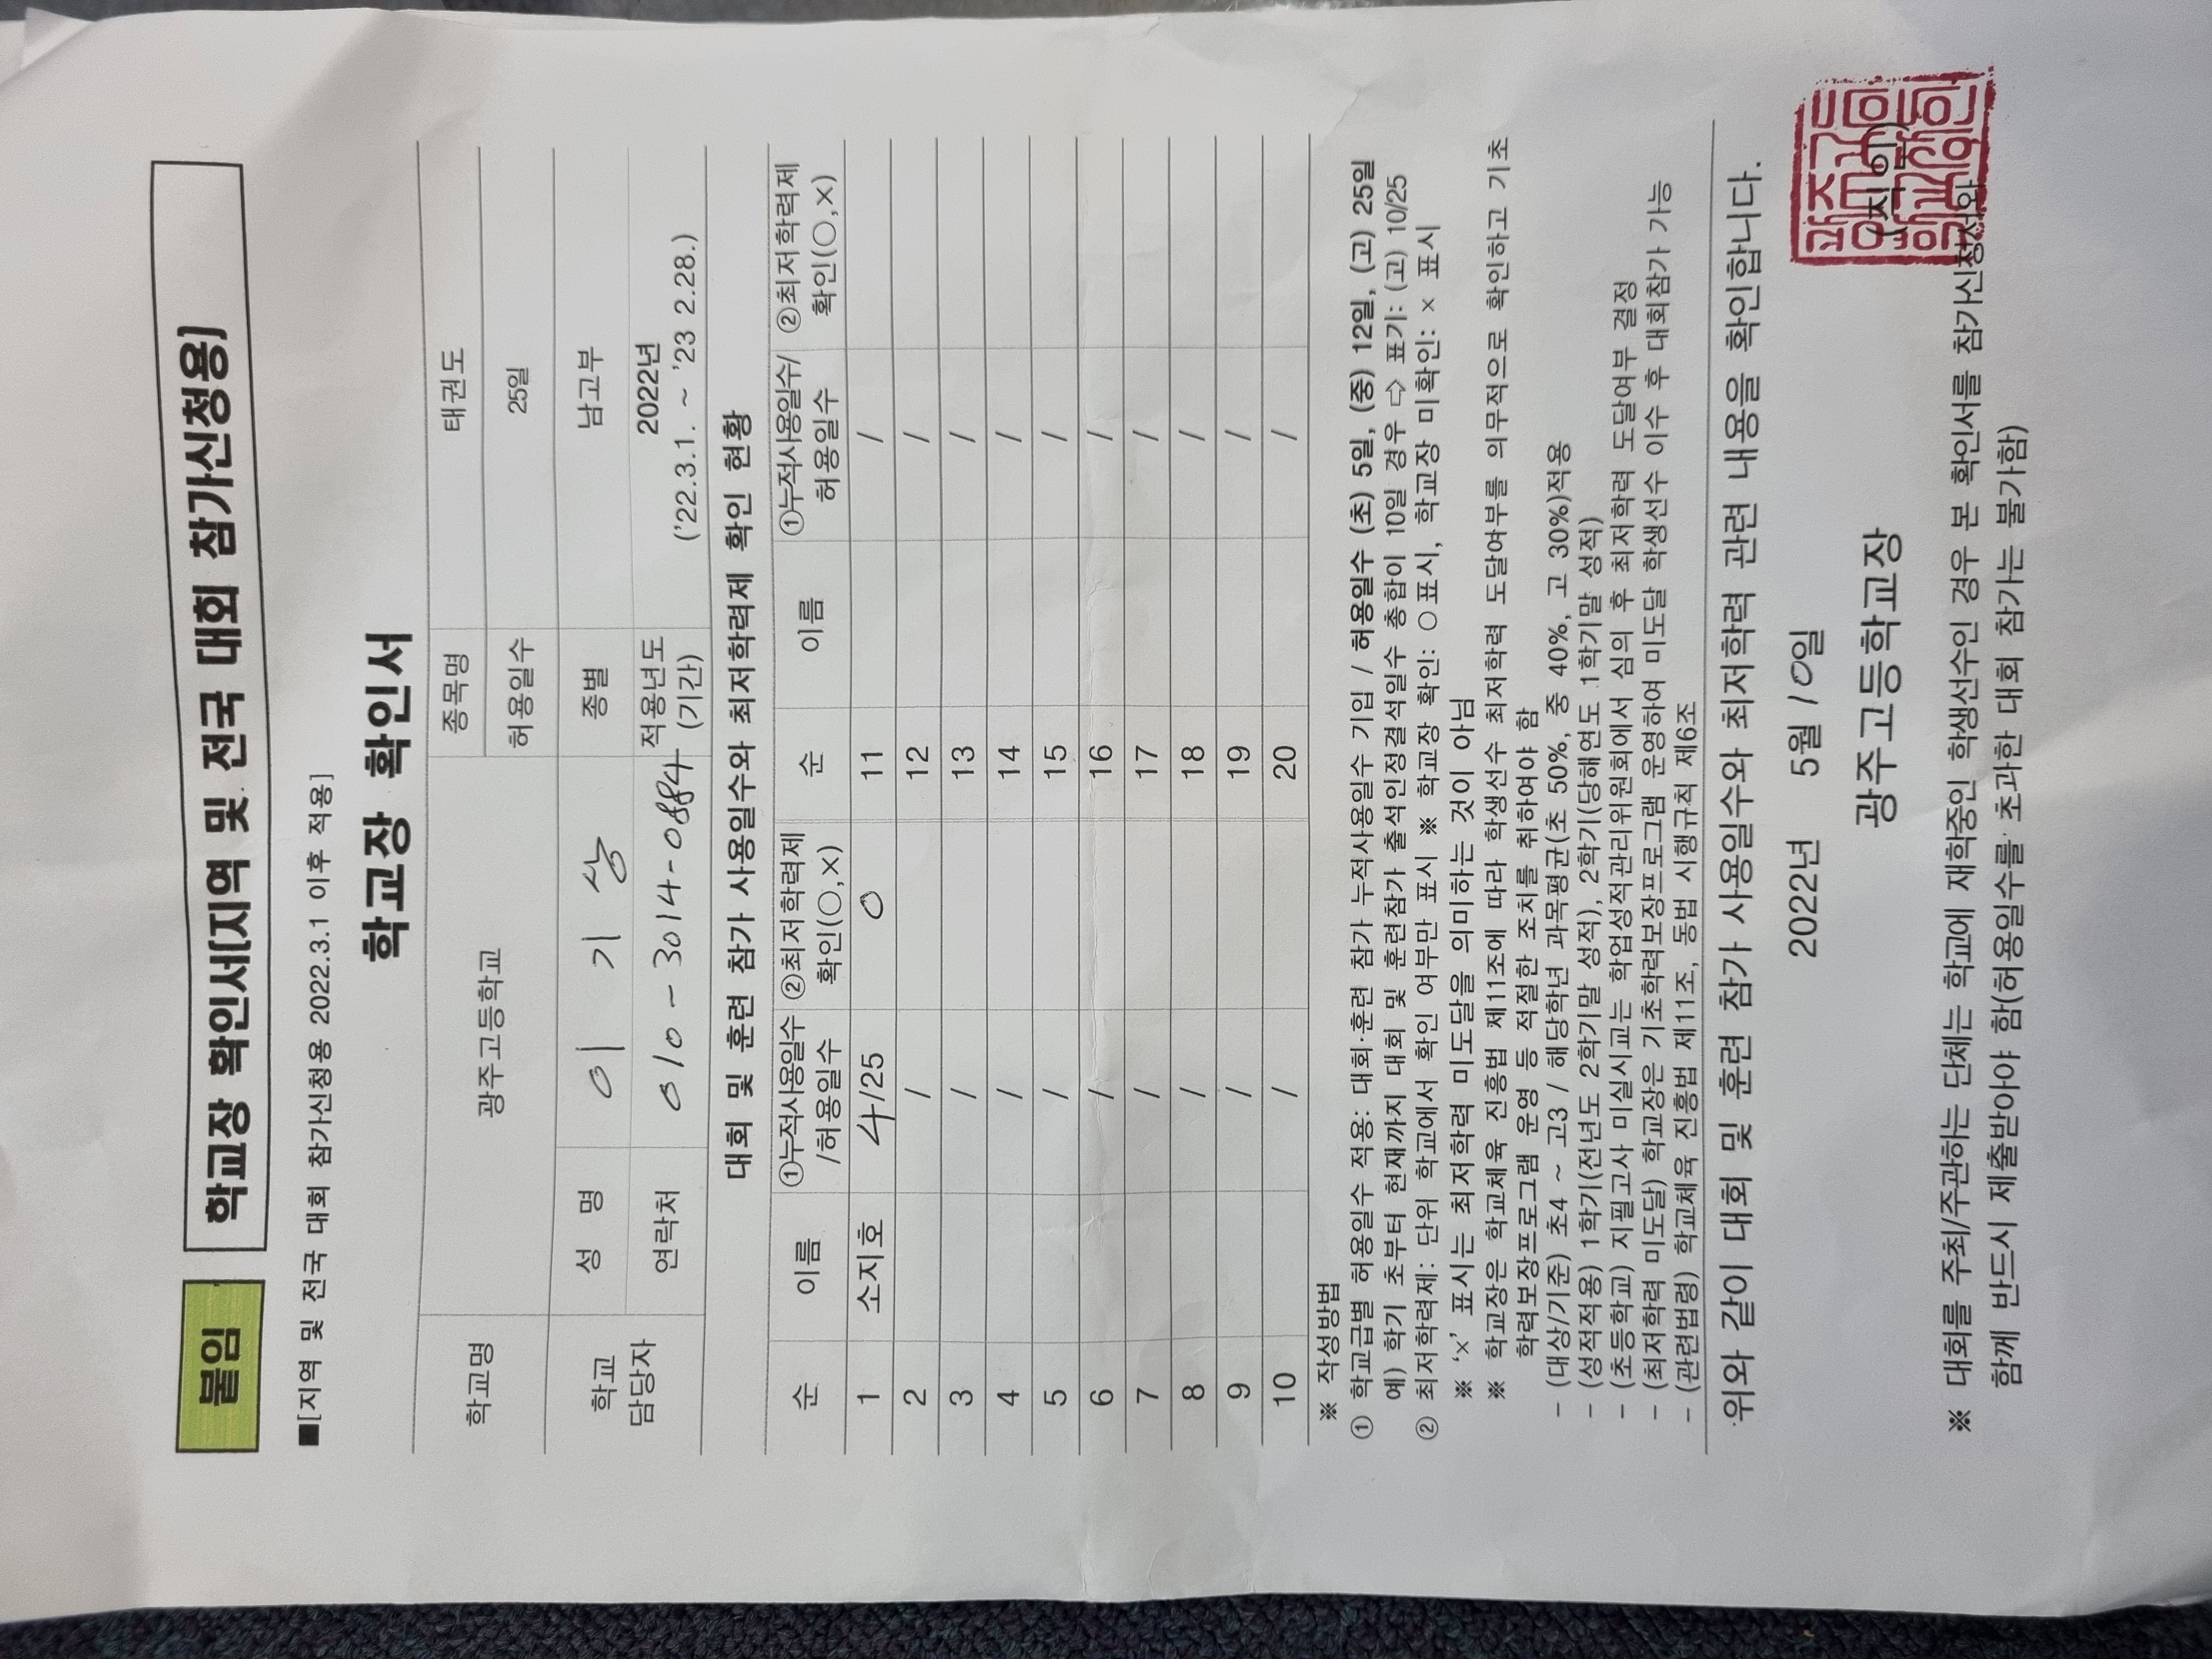 붙임
학교장 확인서[지역 및 전국 대회 참가신청용]
■[지역 및 전국 대회 참가신청용 2022.3.1 이후 적용]
학교장 확인서
학교명 광주고등학교 종목명 태권도
허용일수 25일
학교 담당자 성 명 이 기 상 종별 남고부
연락처 010-3014-0884 적용년도 (기간) 2022년 ('22.3.1. ~ '23 2.28.)
대회 및 훈련 참가 사용일수와 최저학력제 확인 현황
순 이름 ①누적사용일수/허용일수 ②최저학력제 확인(○,×) 순 이름 ①누적사용일수/허용일수 ②최저학력제 확인(○,×)
1 소지호 4/25 ○ 11 /
2 / 12 /
3 / 13 /
4 / 14 /
5 / 15 /
6 / 16 /
7 / 17 /
8 / 18 /
9 / 19 /
10 / 20 /
※ 작성방법
① 학교급별 허용일수 적용: 대회·훈련 참가 누적사용일수 기입 / 허용일수 (초) 5일, (중) 12일, (고) 25일
예) 학기 초부터 현재까지 대회 및 훈련참가 출석인정결석일수 총합이 10일 경우 ⇨ 표기: (고) 10/25
② 최저학력제: 단위 학교에서 확인 여부만 표시 ※ 학교장 확인: ○표시, 학교장 미확인: × 표시
※ '×' 표시는 최저학력 미도달을 의미하는 것이 아님
※ 학교장은 학교체육 진흥법 제11조에 따라 학생선수 최저학력 도달여부를 의무적으로 확인하고 기초
학력보장프로그램 운영 등 적절한 조치를 취하여야 함
- (대상/기준) 초4 ~ 고3 / 해당학년 과목평균(초 50%, 중 40%, 고 30%)적용
- (성적적용) 1학기(전년도 2학기말 성적), 2학기(당해연도 1학기말 성적)
- (초등학교) 지필고사 미실시교는 학업성적관리위원회에서 심의 후 최저학력 도달여부 결정
- (최저학력 미도달) 학교장은 기초학력보장프로그램 운영하여 미도달 학생선수 이수 후 대회참가 가능
- (관련법령) 학교체육 진흥법 제11조, 동법 시행규칙 제6조
위와 같이 대회 및 훈련 참가 사용일수와 최저학력 관련 내용을 확인합니다.
2022년 5월 10일
광주고등학교장 (직인)
※ 대회를 주최/주관하는 단체는 학교에 재학중인 학생선수인 경우 본 확인서를 참가신청서와
함께 반드시 제출받아야 함(허용일수를 초과한 대회 참가는 불가함)